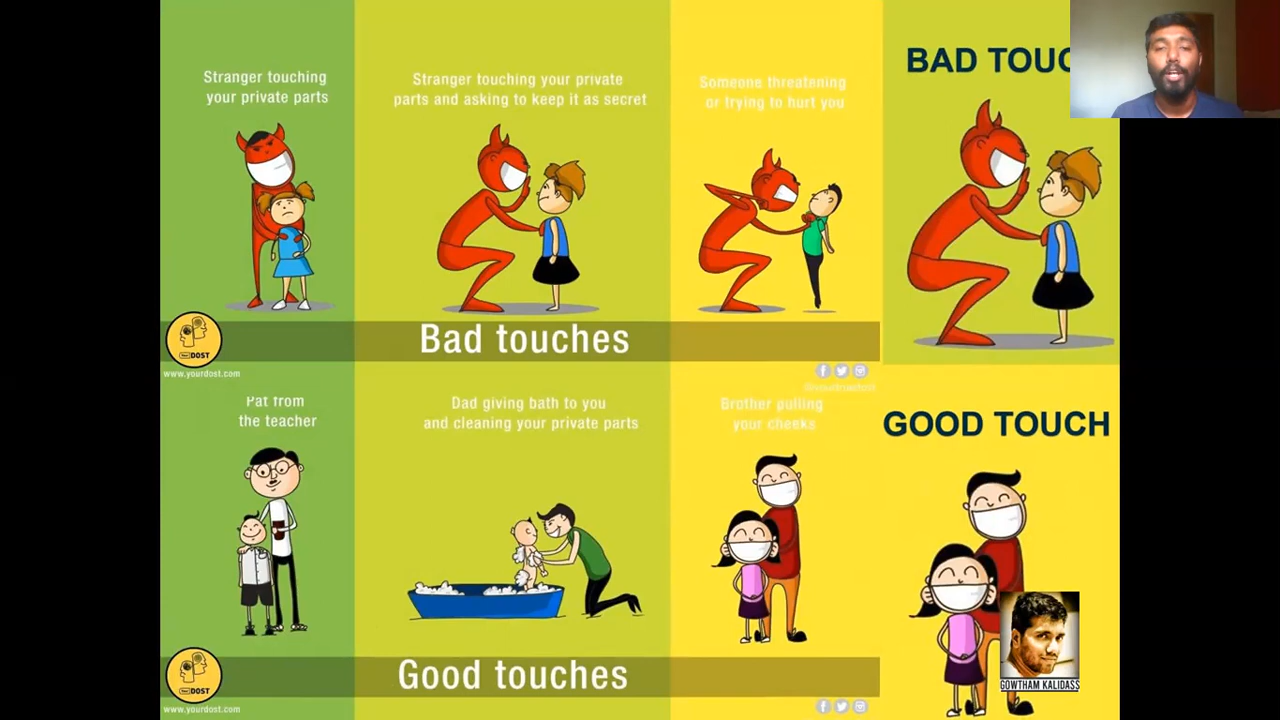 Stranger touching
your private parts
Stranger touching your private
parts and asking to keep it as secret
Someone threatening
or trying to hurt you
BAD
DOST
Bad touches
www.yourdost.com
Pat from
the teacher
Dad giving bath to you
and cleaning your private parts
Brother pulling
your cheeks
GOOD TOUCH
DOST
Good touches
www.yourdost.com
GOWTHAM KALIDASS